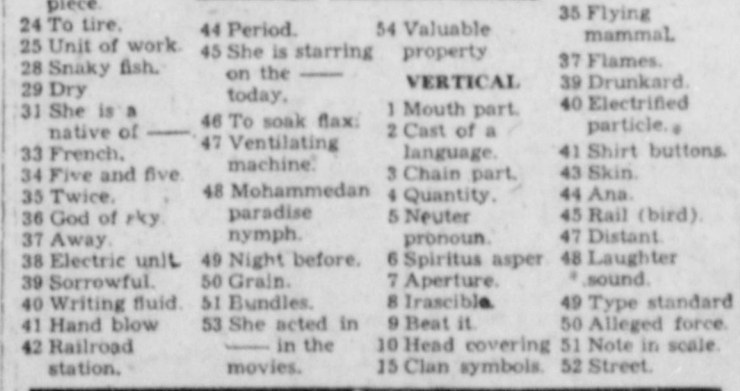 piece.
24 To tire.
25 Unit of work.
28 Snaky fish.
29 Dry
31 She is a
native of ——
33 French.
34 Five and five
35 Twice.
36 God of sky.
37 Away.
38 Electric unit
39 Sorrowful.
40 Writing fluid.
41 Hand blow
42 Railroad
station.
44 Period.
45 She is starring
on the ——
today.
46 To soak flax.
47 Ventilating
machine.
48 Mohammedan
paradise
nymph.
49 Night before.
50 Grain.
51 Bundles.
53 She acted in
—— in the
movies.
54 Valuable
property
VERTICAL
1 Mouth part.
2 Cast of a
language.
3 Chain part.
4 Quantity.
5 Neuter
pronoun.
6 Spiritus asper
7 Aperture.
8 Irascible.
9 Beat it.
10 Head covering
15 Clan symbols.
35 Flying
mammal.
37 Flames.
39 Drunkard.
40 Electrified
particle.
41 Shirt buttons.
43 Skin.
44 Ana.
45 Rail (bird).
47 Distant.
48 Laughter
sound.
49 Type standard
50 Alleged force.
51 Note in scale.
52 Street.